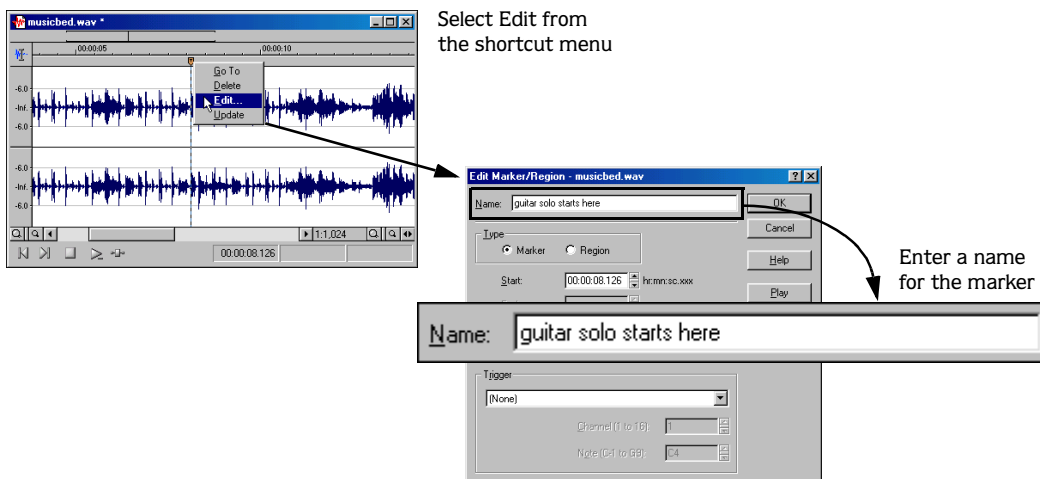 musicbed.wav *
Select Edit from
the shortcut menu
00:00:05
00:00:10
Go To
Delete
Edit...
Update
-6.0
-Inf.
-6.0
-6.0
-Inf.
-6.0
1:1,024
00:00:08.126
Edit Marker/Region - musicbed.wav
Name: guitar solo starts here
OK
Cancel
Type
Marker
Region
Help
Start: 00:00:08.126 hr:mn:sc.xxx
Play
Enter a name
for the marker
Name: guitar solo starts here
Trigger
(None)
Channel (1 to 16): 1
Note (C-1 to G9): C4